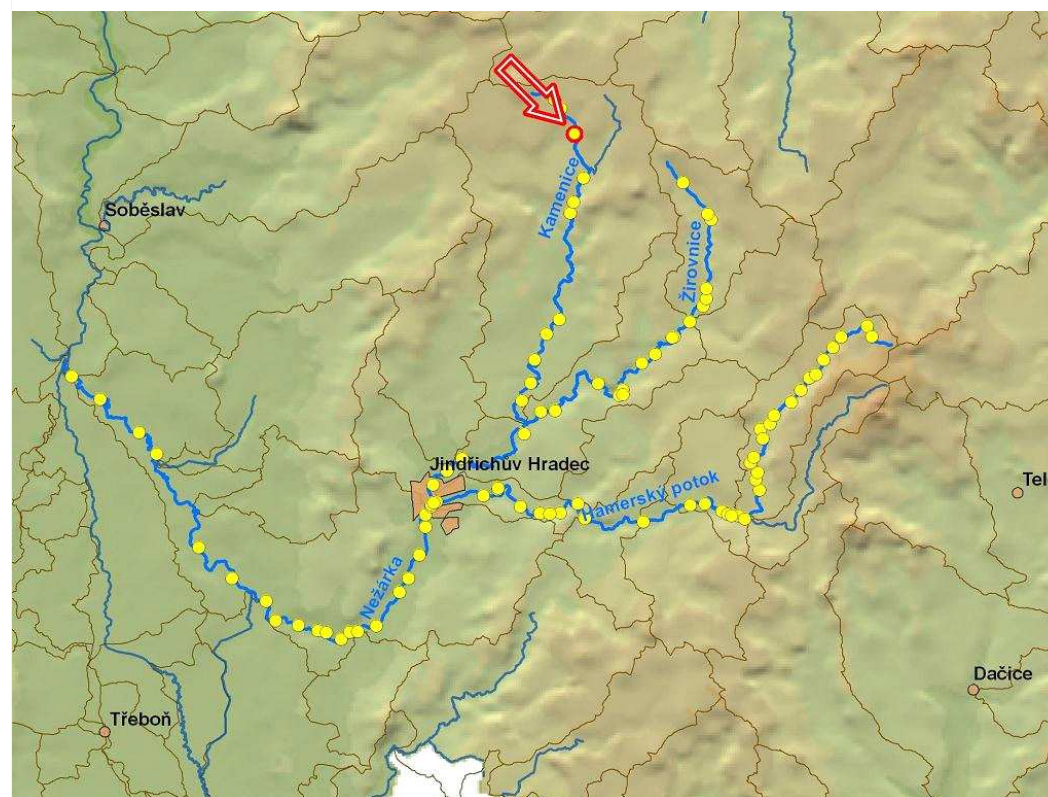 Kamenice
Soběslav
Žirovnice
Jindřichův Hradec
Hamerský potok
Tel
Nežárka
Dačice
Třeboň